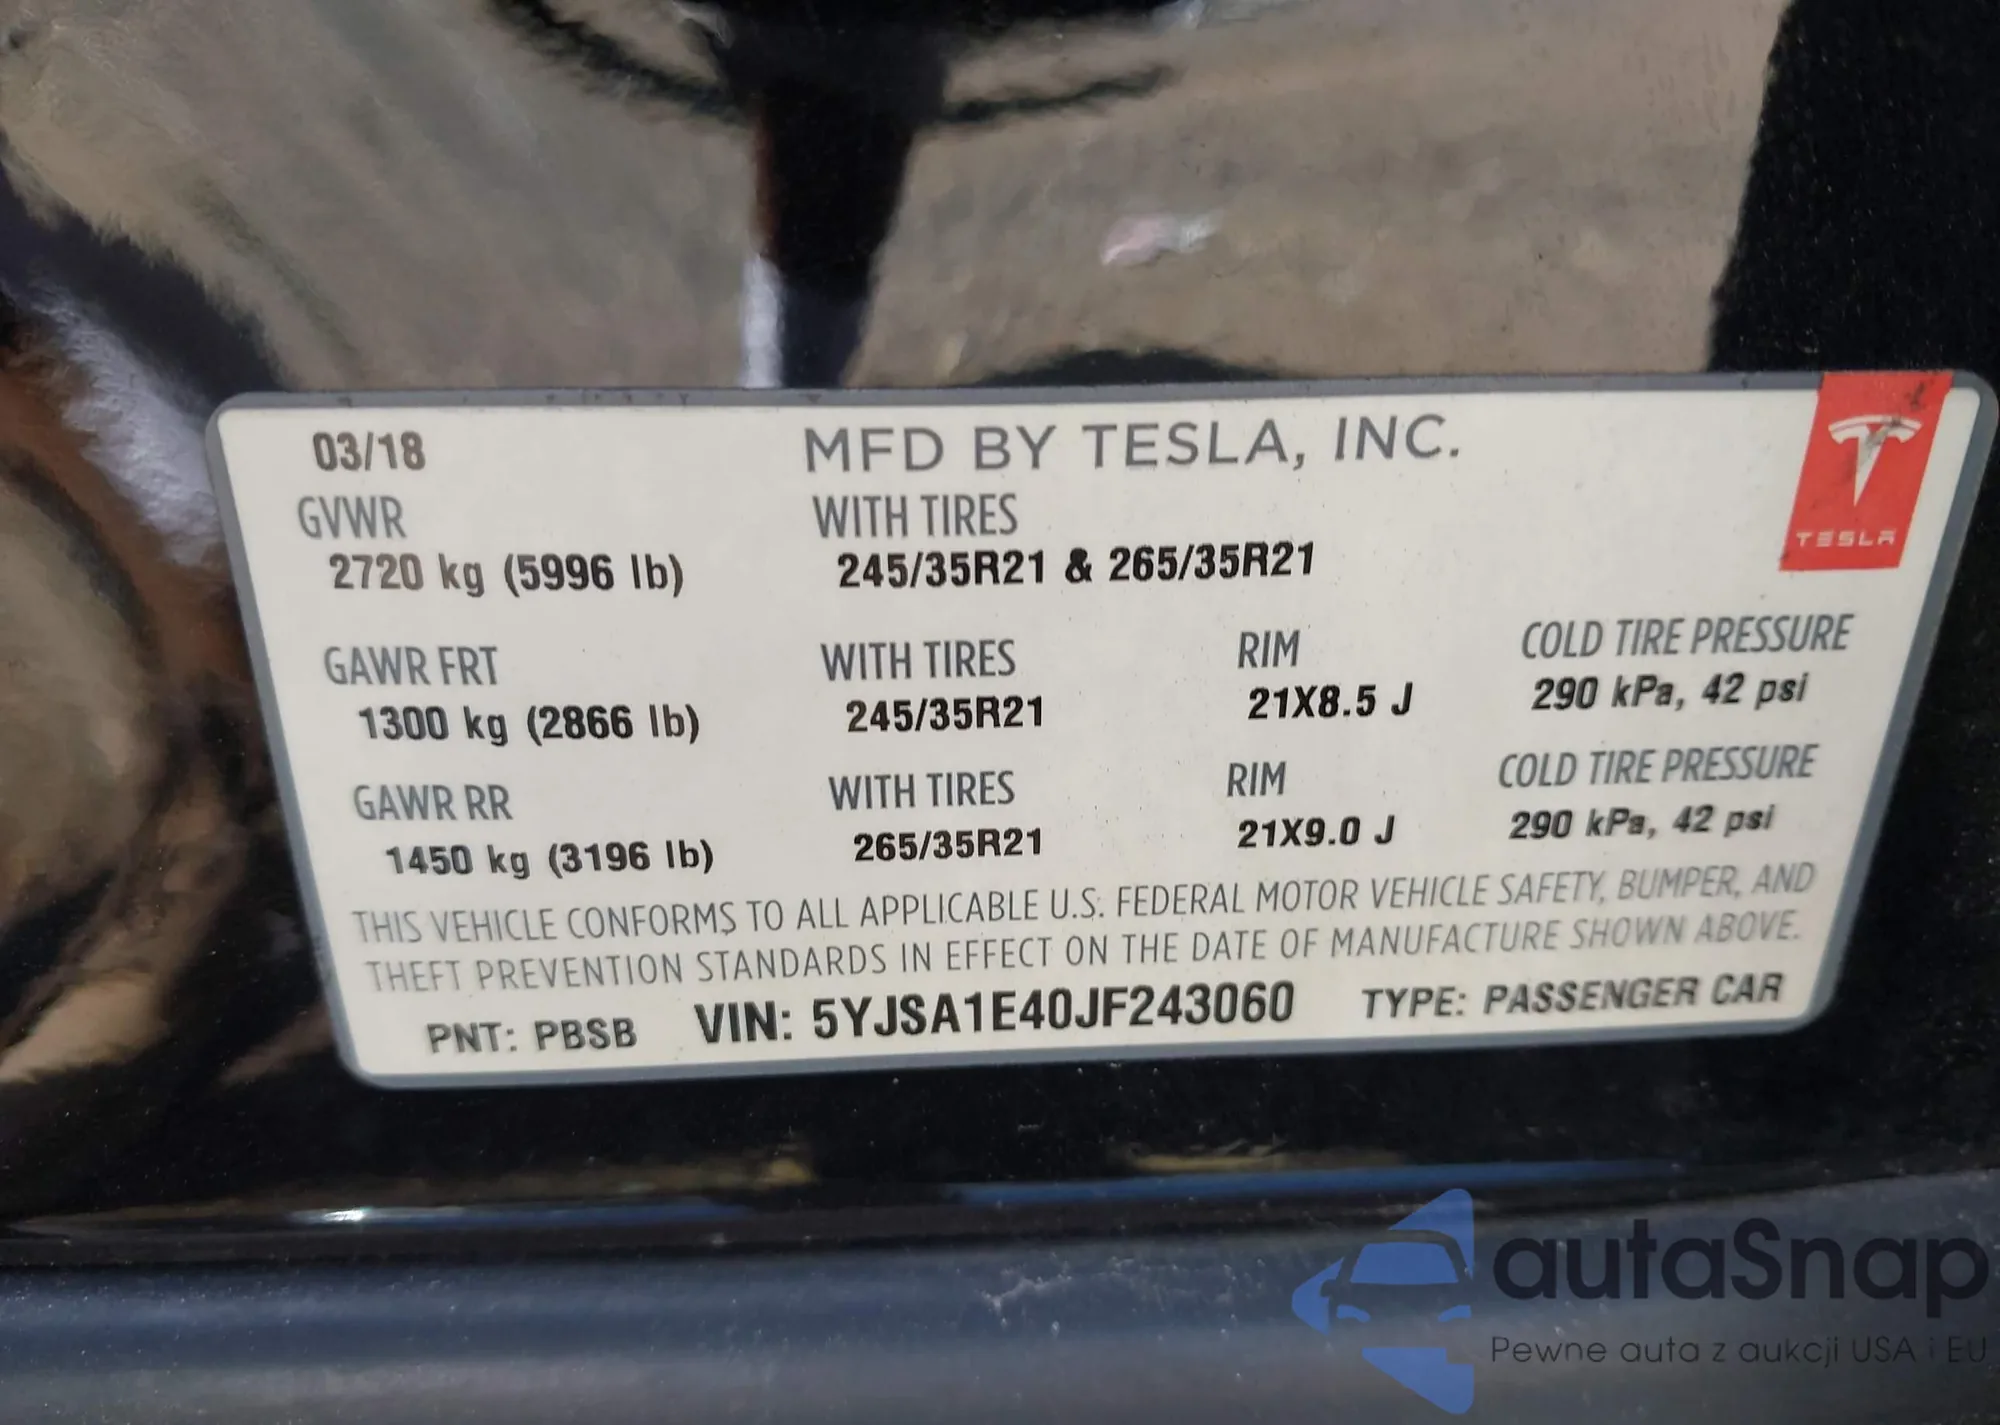 03/18 MFD BY TESLA, INC.
GVWR WITH TIRES
2720 kg (5996 lb) 245/35R21 & 265/35R21
TESLA
GAWR FRT WITH TIRES RIM COLD TIRE PRESSURE
1300 kg (2866 lb) 245/35R21 21X8.5 J 290 kPa, 42 psi
GAWR RR WITH TIRES RIM COLD TIRE PRESSURE
1450 kg (3196 lb) 265/35R21 21X9.0 J 290 kPa, 42 psi
THIS VEHICLE CONFORMS TO ALL APPLICABLE U.S. FEDERAL MOTOR VEHICLE SAFETY, BUMPER, AND
THEFT PREVENTION STANDARDS IN EFFECT ON THE DATE OF MANUFACTURE SHOWN ABOVE.
PNT: PBSB VIN: 5YJSA1E40JF243060 TYPE: PASSENGER CAR
autaSnap
Pewne auta z aukcji USA i EU